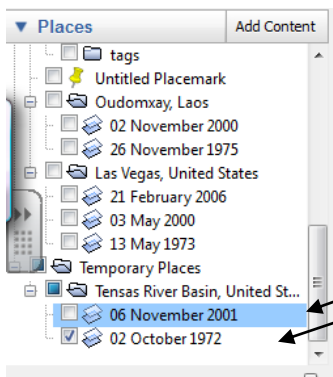 Places Add Content
tags
Untitled Placemark
Oudomxay, Laos
02 November 2000
26 November 1975
Las Vegas, United States
21 February 2006
03 May 2000
13 May 1973
Temporary Places
Tensas River Basin, United St...
06 November 2001
02 October 1972